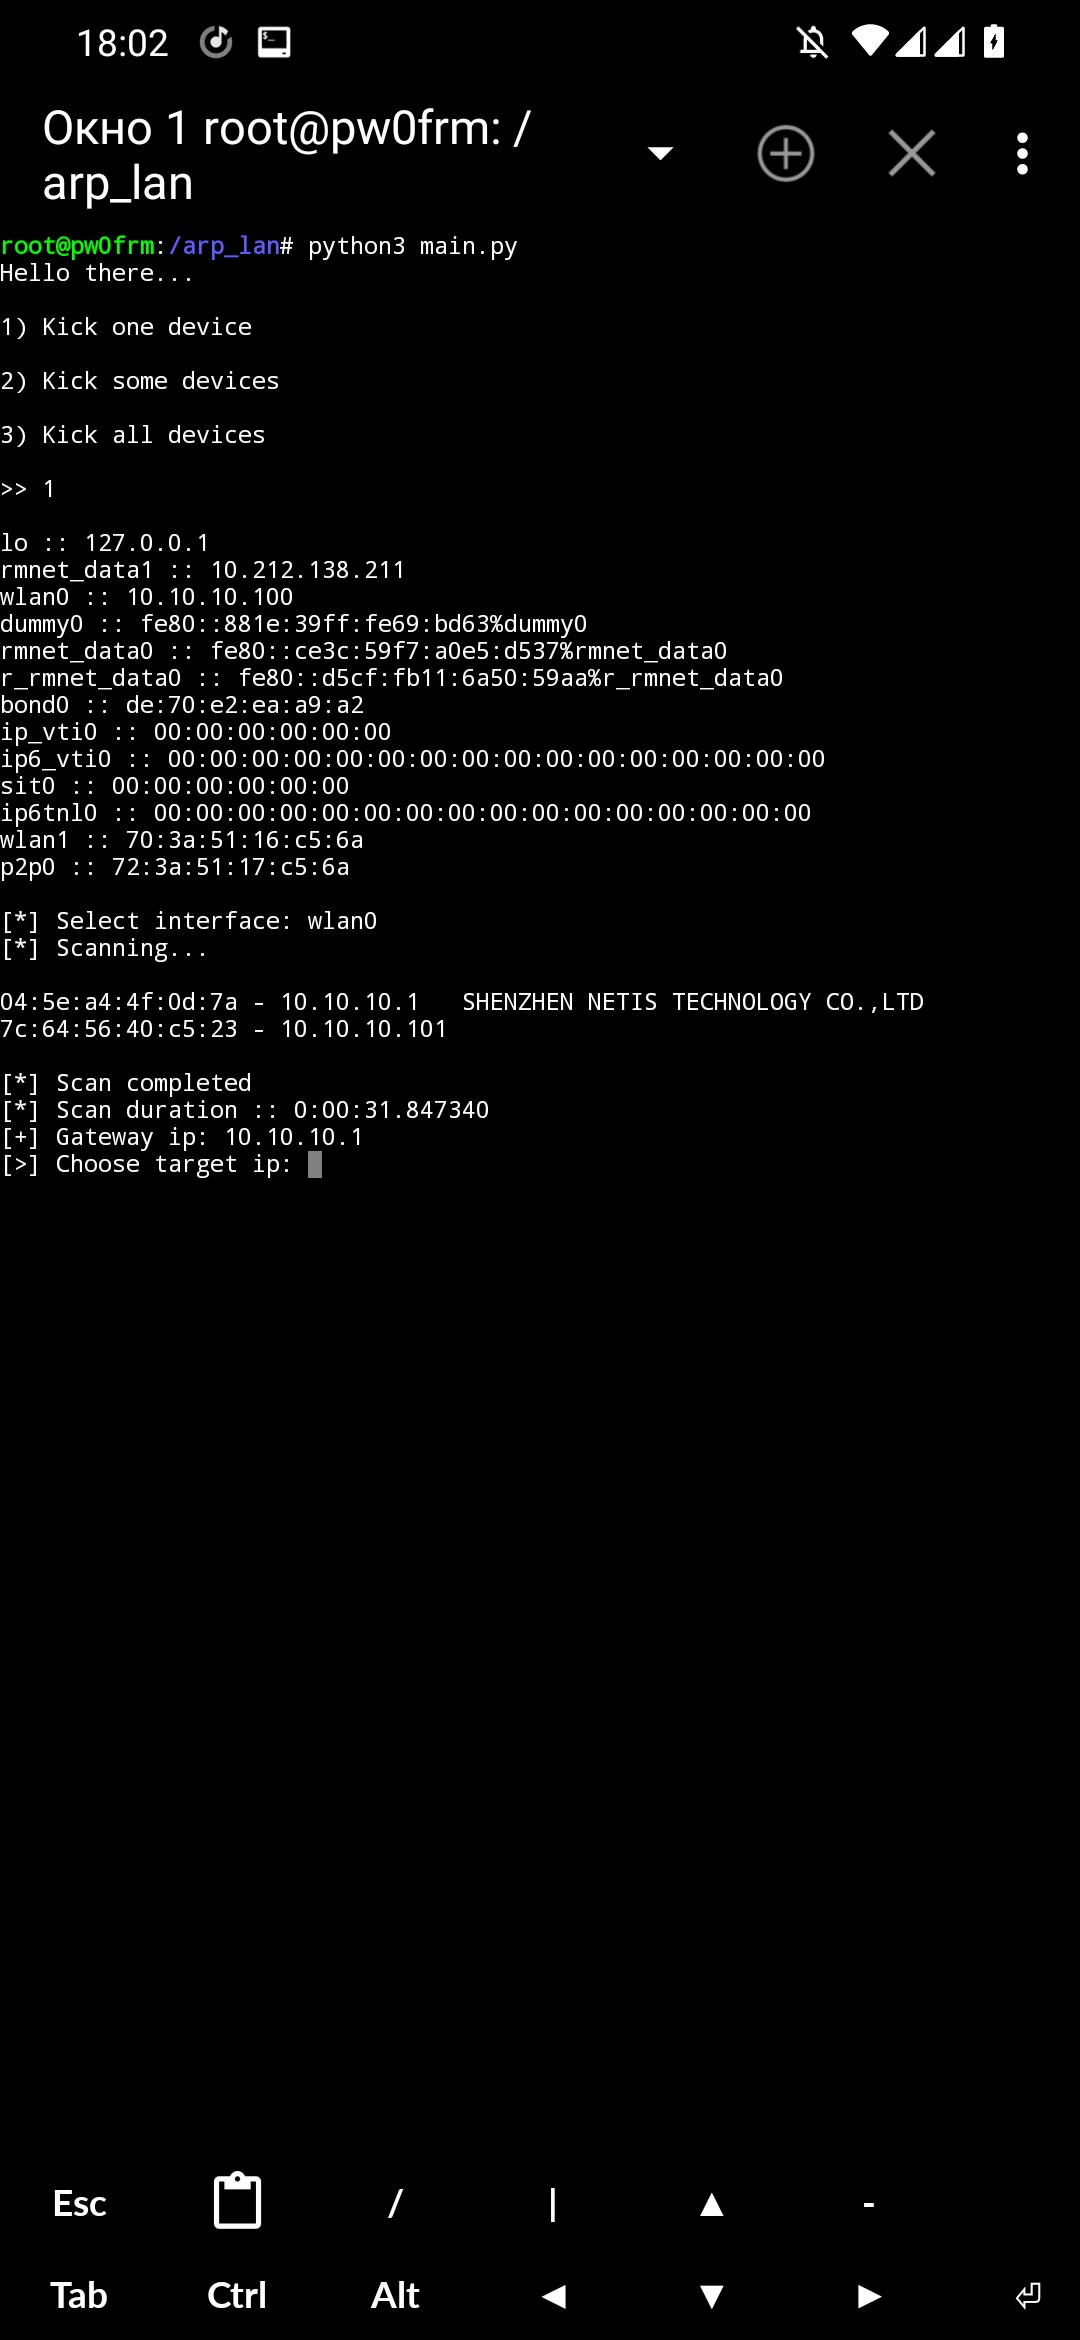 18:02
Окно 1 root@pw0frm: /
arp_lan
root@pw0frm:/arp_lan# python3 main.py
Hello there...
1) Kick one device
2) Kick some devices
3) Kick all devices
>> 1
lo :: 127.0.0.1
rmnet_data1 :: 10.212.138.211
wlan0 :: 10.10.10.100
dummy0 :: fe80::881e:39ff:fe69:bd63%dummy0
rmnet_data0 :: fe80::ce3c:59f7:a0e5:d537%rmnet_data0
r_rmnet_data0 :: fe80::d5cf:fb11:6a50:59aa%r_rmnet_data0
bond0 :: de:70:e2:ea:a9:a2
ip_vti0 :: 00:00:00:00:00:00
ip6_vti0 :: 00:00:00:00:00:00:00:00:00:00:00:00:00:00:00:00
sit0 :: 00:00:00:00:00:00
ip6tnl0 :: 00:00:00:00:00:00:00:00:00:00:00:00:00:00:00:00
wlan1 :: 70:3a:51:16:c5:6a
p2p0 :: 72:3a:51:17:c5:6a
[*] Select interface: wlan0
[*] Scanning...
04:5e:a4:4f:0d:7a - 10.10.10.1   SHENZHEN NETIS TECHNOLOGY CO.,LTD
7c:64:56:40:c5:23 - 10.10.10.101
[*] Scan completed
[*] Scan duration :: 0:00:31.847340
[+] Gateway ip: 10.10.10.1
[>] Choose target ip:
Esc / | ▲ -
Tab Ctrl Alt ◀ ▼ ▶